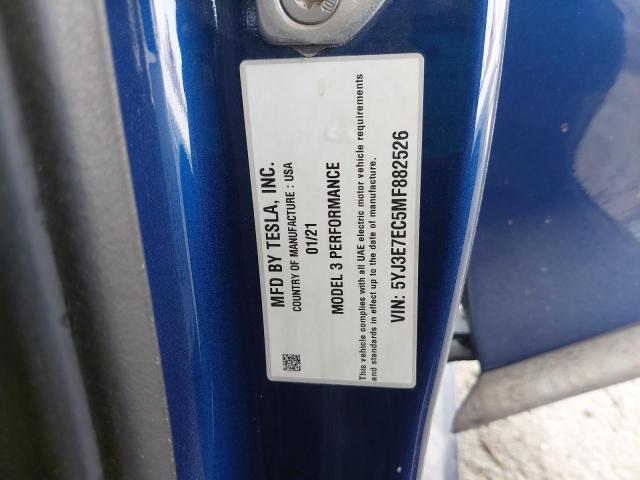 MFD BY TESLA, INC.
COUNTRY OF MANUFACTURE : USA
01/21
MODEL 3 PERFORMANCE
This vehicle complies with all UAE electric motor vehicle requirements
and standards in effect up to the date of manufacture.
VIN: 5YJ3E7EC5MF882526
10